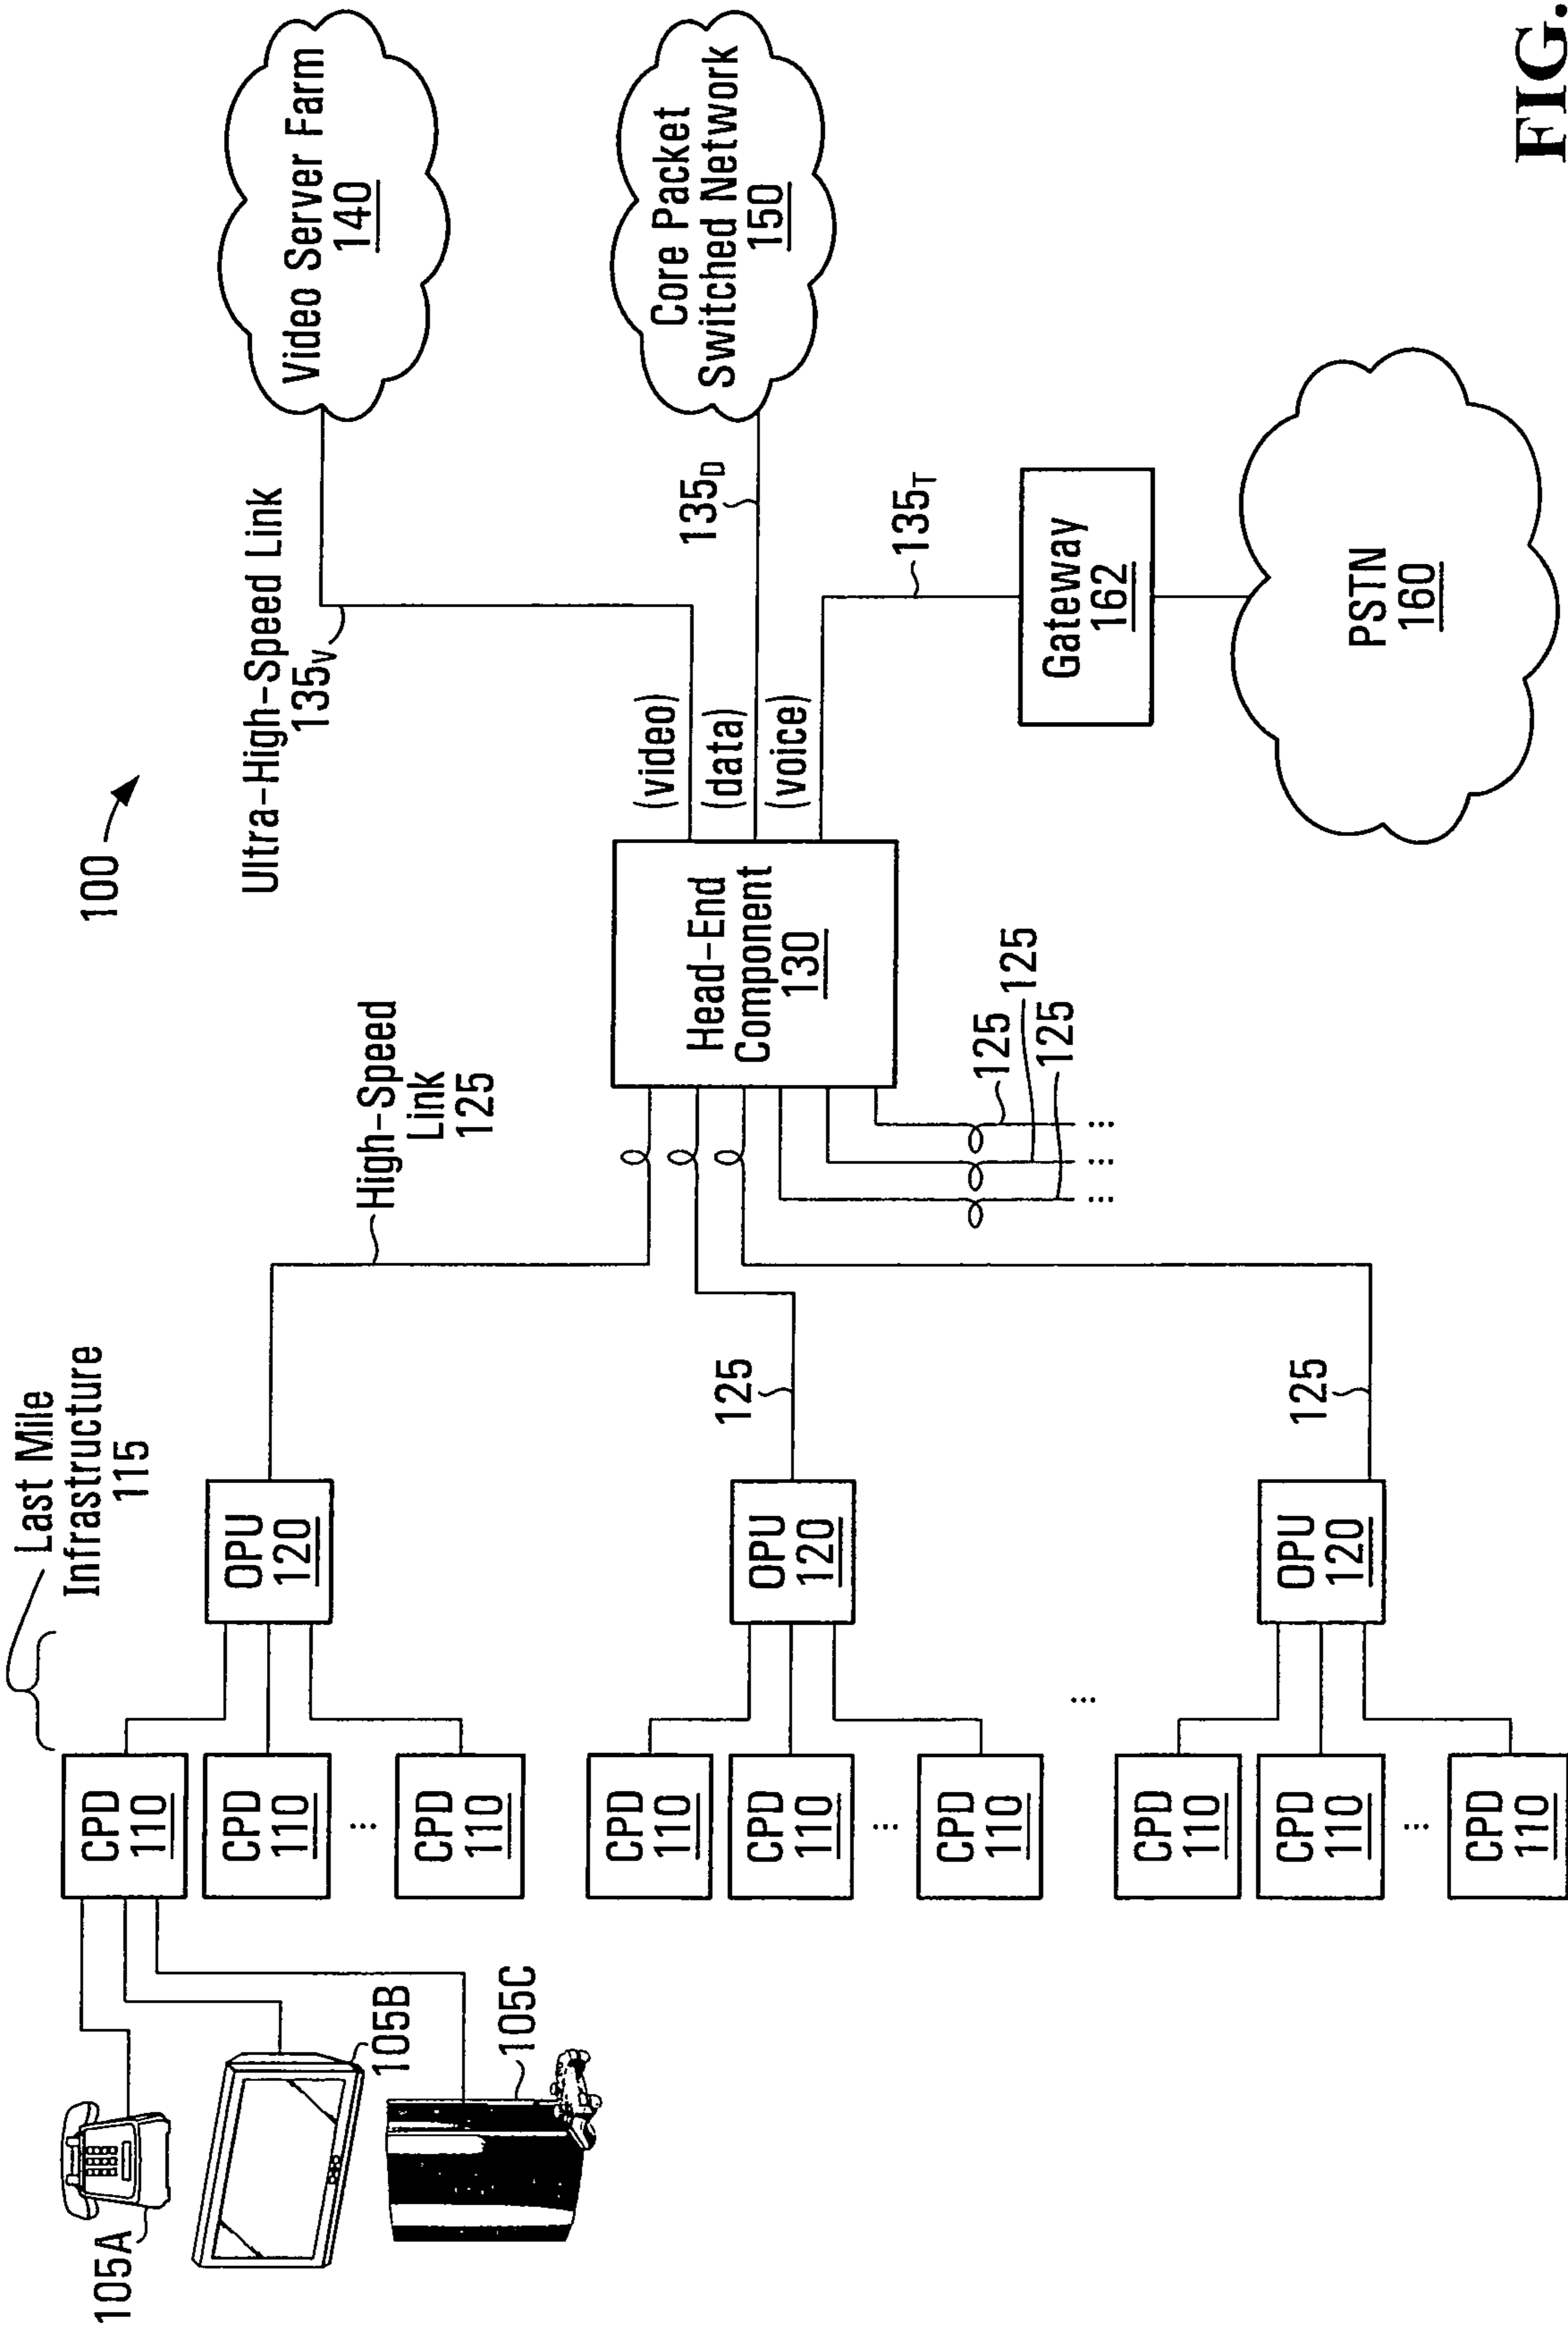 100
Last Mile
Infrastructure
115
105A
105B
105C
CPD
110
CPD
110
...
CPD
110
OPU
120
High-Speed
Link
125
CPD
110
CPD
110
...
CPD
110
OPU
120
125
...
CPD
110
CPD
110
...
CPD
110
OPU
120
125
Head-End
Component
130
125
125
125
...
...
...
(video)
(data)
(voice)
Ultra-High-Speed Link
135V
Video Server Farm
140
135D
Core Packet
Switched Network
150
135T
Gateway
162
PSTN
160
FIG.